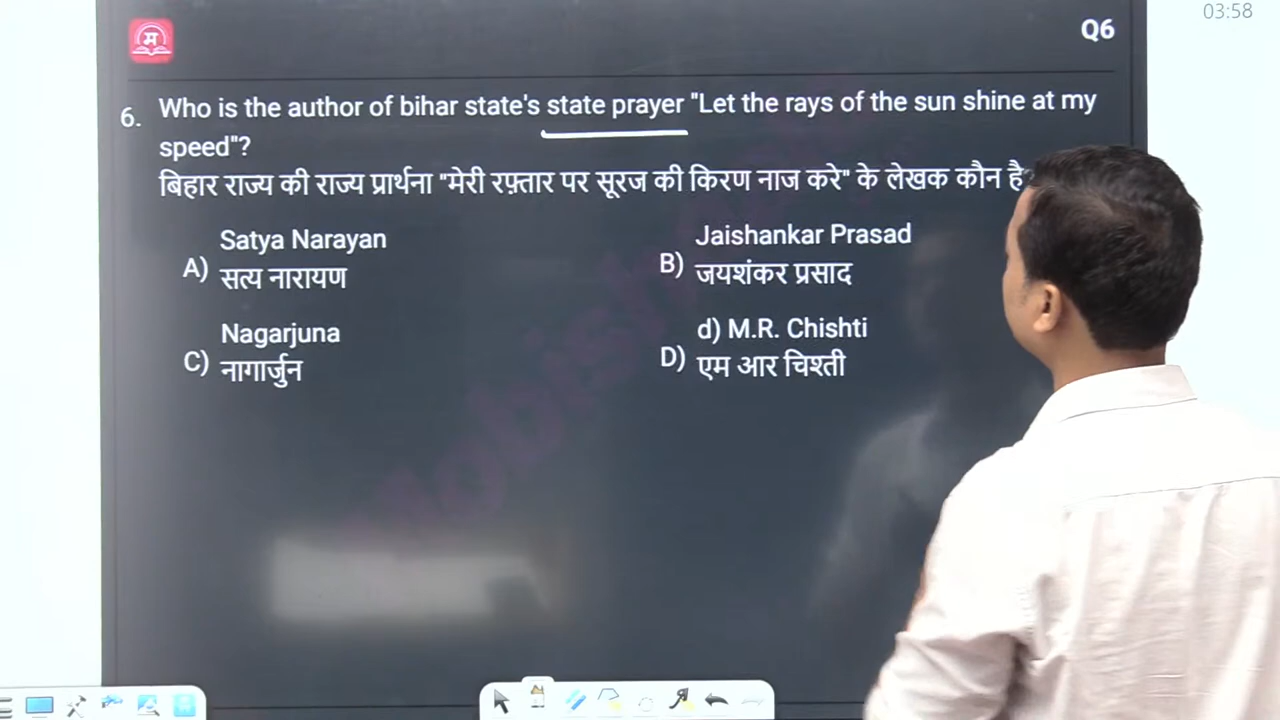 03:58
म
Q6
6. Who is the author of bihar state's state prayer "Let the rays of the sun shine at my
speed"?
बिहार राज्य की राज्य प्रार्थना "मेरी रफ़्तार पर सूरज की किरण नाज करे" के लेखक कौन है
A) Satya Narayan
सत्य नारायण
B) Jaishankar Prasad
जयशंकर प्रसाद
C) Nagarjuna
नागार्जुन
D) d) M.R. Chishti
एम आर चिश्ती